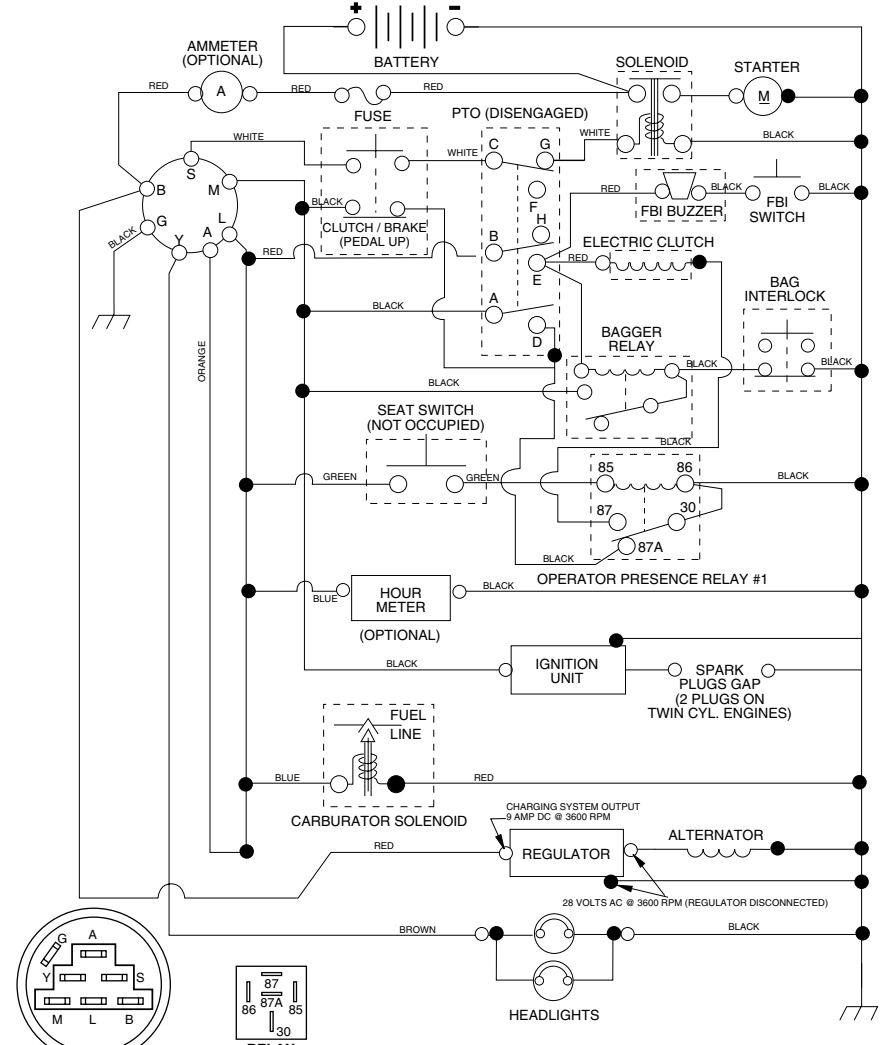 +
-
BATTERY
AMMETER
(OPTIONAL)
SOLENOID
STARTER
RED
A
RED
RED
M
FUSE
PTO (DISENGAGED)
WHITE
WHITE
C
G
WHITE
BLACK
S
M
B
G
A
L
Y
BLACK
BLACK
CLUTCH / BRAKE
(PEDAL UP)
RED
F
H
B
E
RED
BLACK
BLACK
FBI BUZZER
FBI
SWITCH
ELECTRIC CLUTCH
RED
BAG
INTERLOCK
BLACK
A
D
BAGGER
RELAY
BLACK
BLACK
BLACK
ORANGE
SEAT SWITCH
(NOT OCCUPIED)
BLACK
GREEN
GREEN
85
86
BLACK
87
30
87A
BLACK
OPERATOR PRESENCE RELAY #1
BLUE
HOUR
METER
BLACK
(OPTIONAL)
BLACK
IGNITION
UNIT
SPARK
PLUGS GAP
(2 PLUGS ON
TWIN CYL. ENGINES)
FUEL
LINE
BLUE
RED
CARBURATOR SOLENOID
CHARGING SYSTEM OUTPUT
9 AMP DC @ 3600 RPM
RED
REGULATOR
ALTERNATOR
28 VOLTS AC @ 3600 RPM (REGULATOR DISCONNECTED)
BROWN
BLACK
HEADLIGHTS
G
A
Y
S
M
L
B
87
87A
86
85
30
RELAY